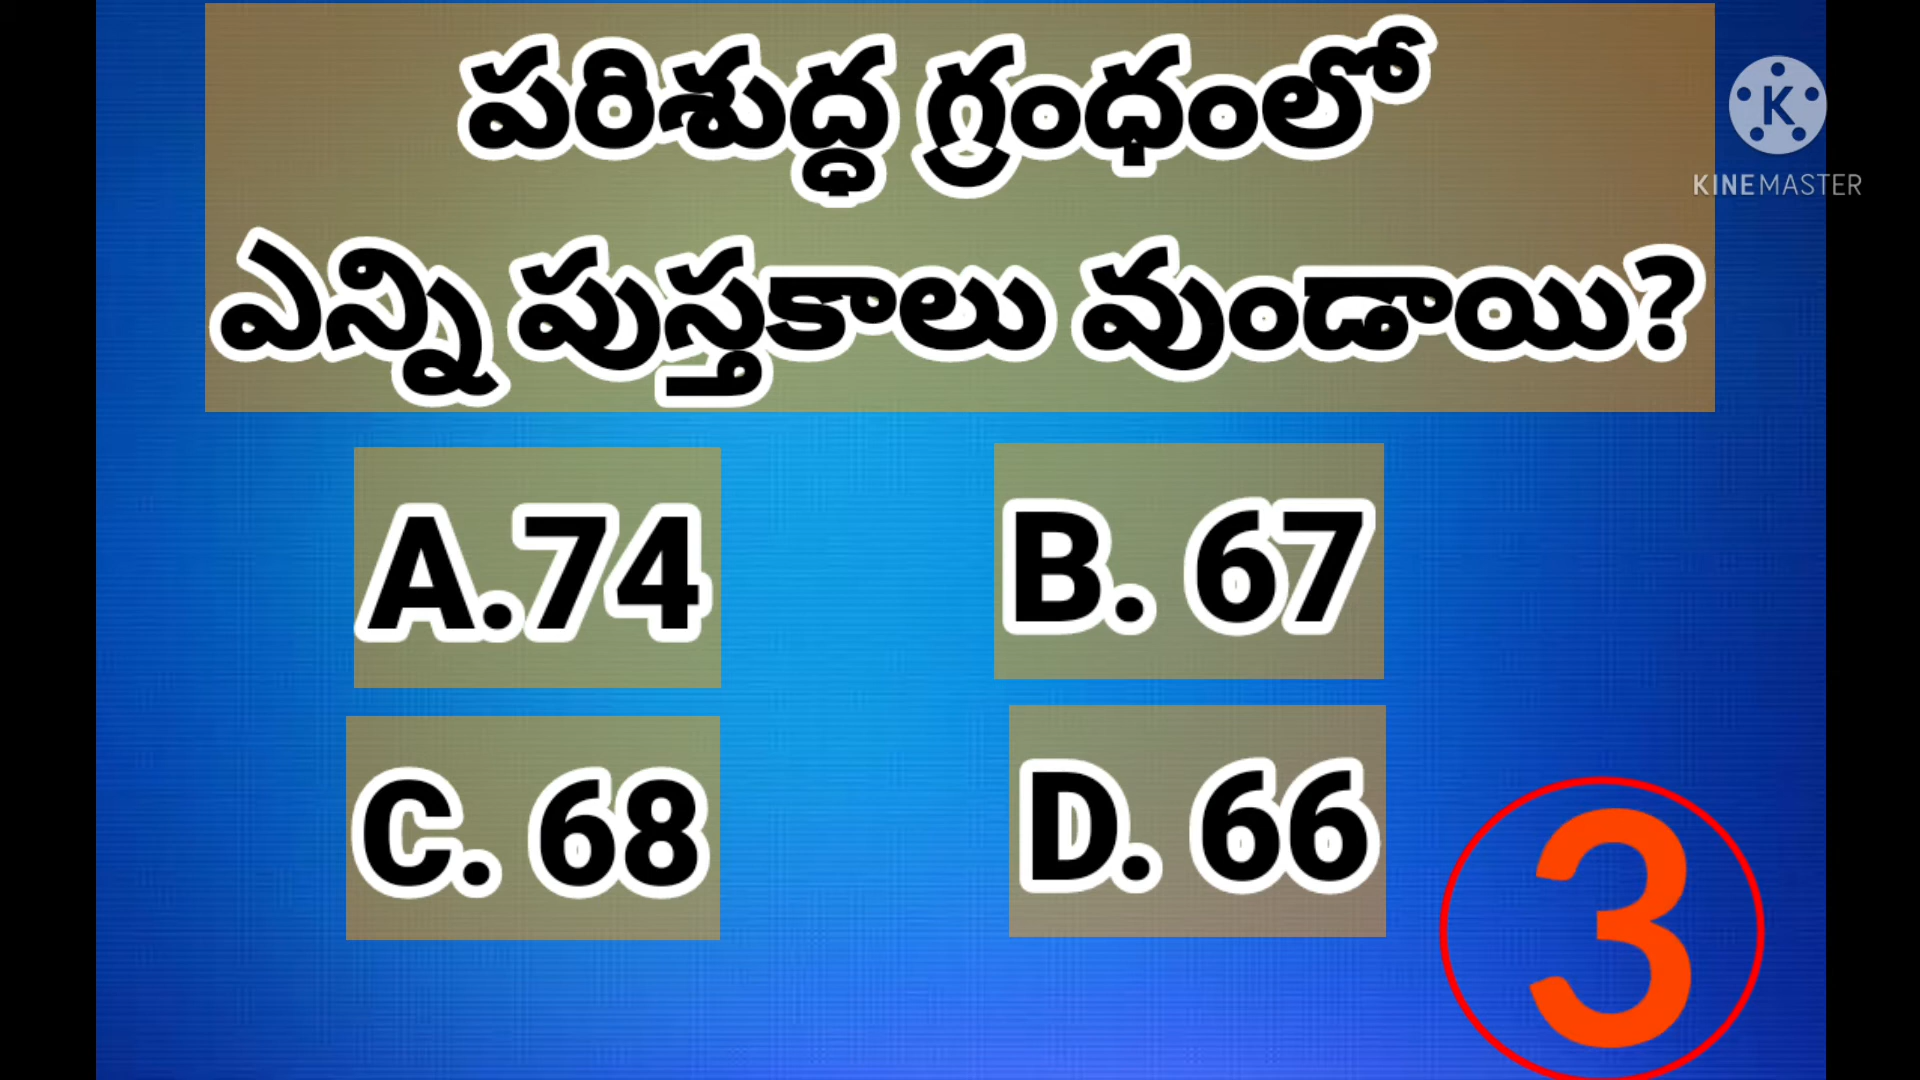 పరిశుద్ధ గ్రంధంలో
ఎన్ని పుస్తకాలు వుండాయి?
A.74
B. 67
C. 68
D. 66
3
K
KINEMASTER